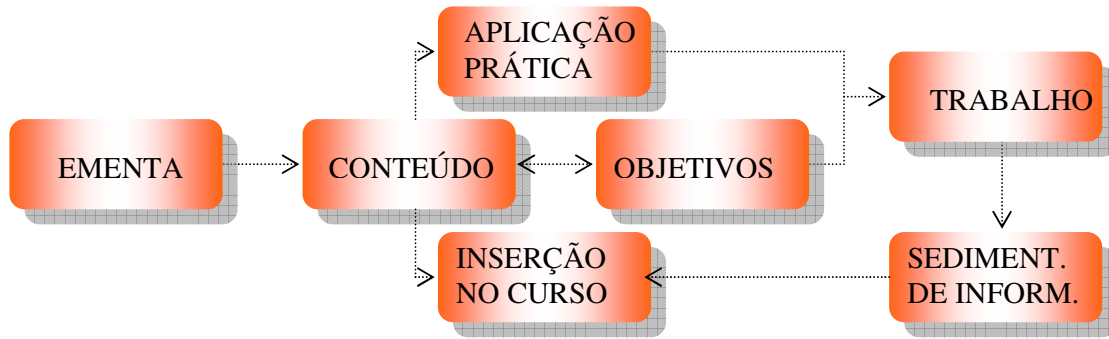 APLICAÇÃO
PRÁTICA
TRABALHO
EMENTA
CONTEÚDO
OBJETIVOS
INSERÇÃO
NO CURSO
SEDIMENT.
DE INFORM.